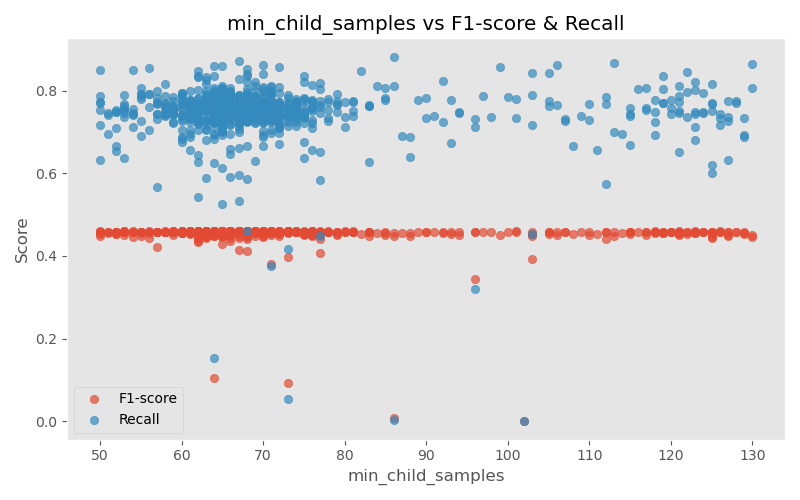 min_child_samples vs F1-score & Recall
Score
0.8
0.6
0.4
0.2
0.0
F1-score
Recall
50 60 70 80 90 100 110 120 130
min_child_samples